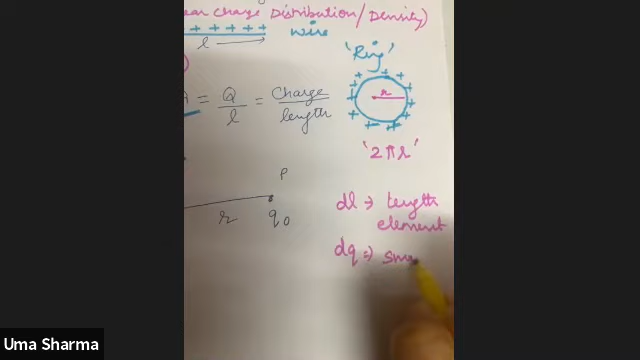 ear charge Distribution/Density)
+ + + + + +
wire
l →
'Ring'
= Q/l = Charge/length
r
'2πr'
P
dl ⇒ length
element
r q₀
dq ⇒ sm
Uma Sharma